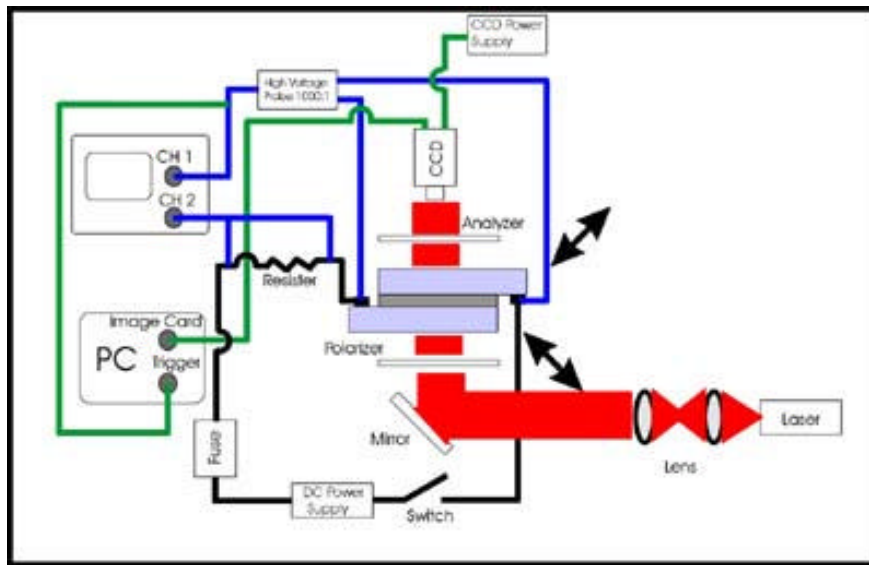 CCD Power
Supply
High Voltage
Probe 1000:1
CH 1
CCD
CH 2
Analyzer
Resister
Image Card
PC
Trigger
Polarizer
Mirror
Fuse
Laser
Lens
DC Power
Supply
Switch